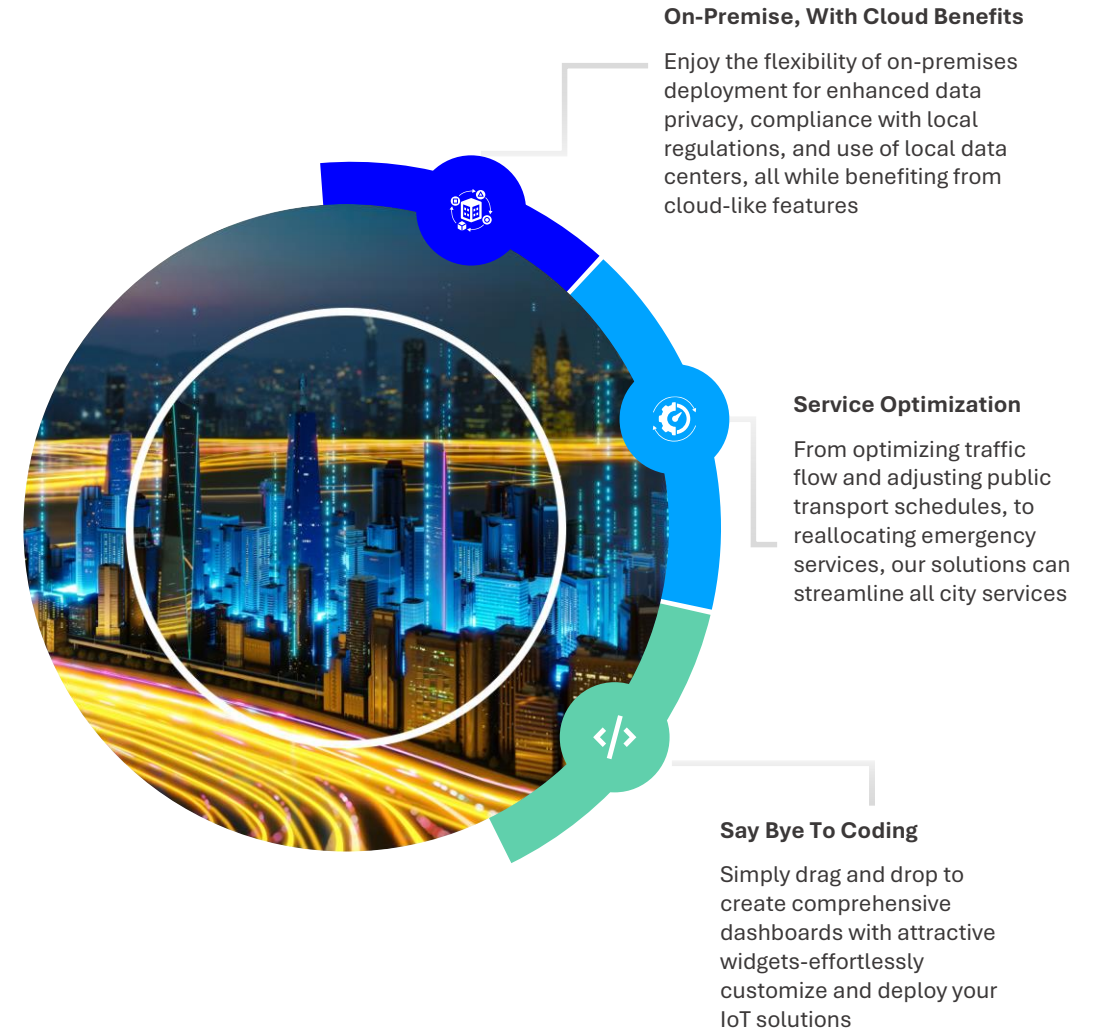 On-Premise, With Cloud Benefits
Enjoy the flexibility of on-premises
deployment for enhanced data
privacy, compliance with local
regulations, and use of local data
centers, all while benefiting from
cloud-like features
Service Optimization
From optimizing traffic
flow and adjusting public
transport schedules, to
reallocating emergency
services, our solutions can
streamline all city services
Say Bye To Coding
Simply drag and drop to
create comprehensive
dashboards with attractive
widgets-effortlessly
customize and deploy your
IoT solutions